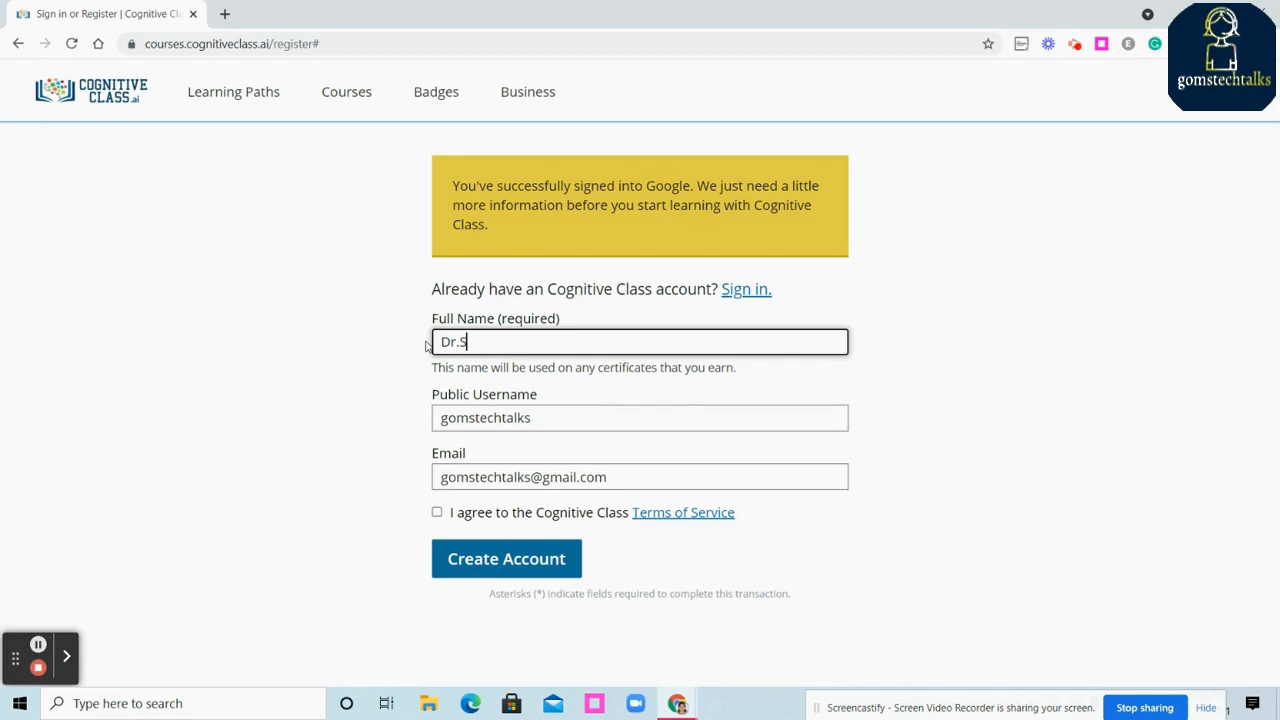 Sign in or Register | Cognitive Cl
courses.cognitiveclass.ai/register#
gomstechtalks
COGNITIVE
CLASS.ai
Learning Paths
Courses
Badges
Business
You've successfully signed into Google. We just need a little
more information before you start learning with Cognitive
Class.
Already have an Cognitive Class account? Sign in.
Full Name (required)
Dr.S
This name will be used on any certificates that you earn.
Public Username
gomstechtalks
Email
gomstechtalks@gmail.com
I agree to the Cognitive Class Terms of Service
Create Account
Asterisks (*) indicate fields required to complete this transaction.
Type here to search
Screencastify - Screen Video Recorder is sharing your screen.
Stop sharing
Hide